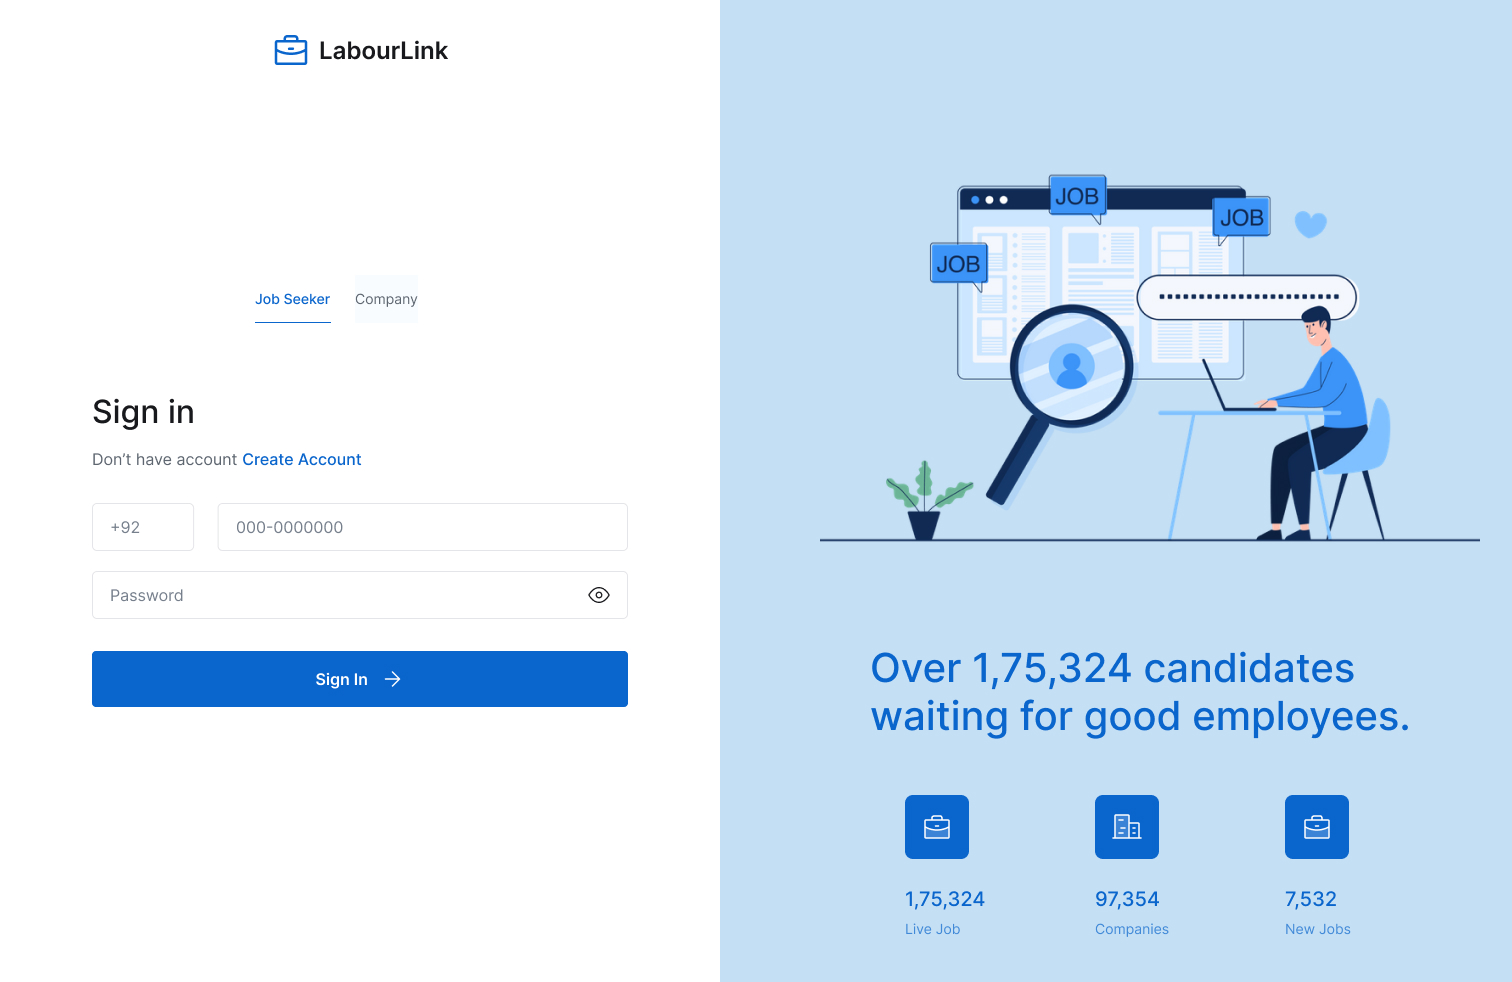 LabourLink
Job Seeker
Company
Sign in
Don’t have account Create Account
+92
000-0000000
Password
Sign In
JOB
JOB
JOB
Over 1,75,324 candidates
waiting for good employees.
1,75,324
Live Job
97,354
Companies
7,532
New Jobs